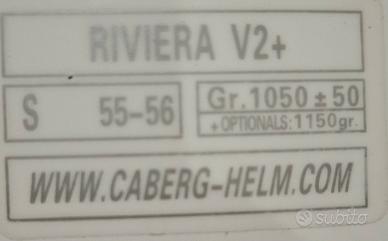 RIVIERA V2+
S 55-56 Gr.1050 ± 50
+OPTIONALS:1150gr.
WWW.CABERG-HELM.COM
subito